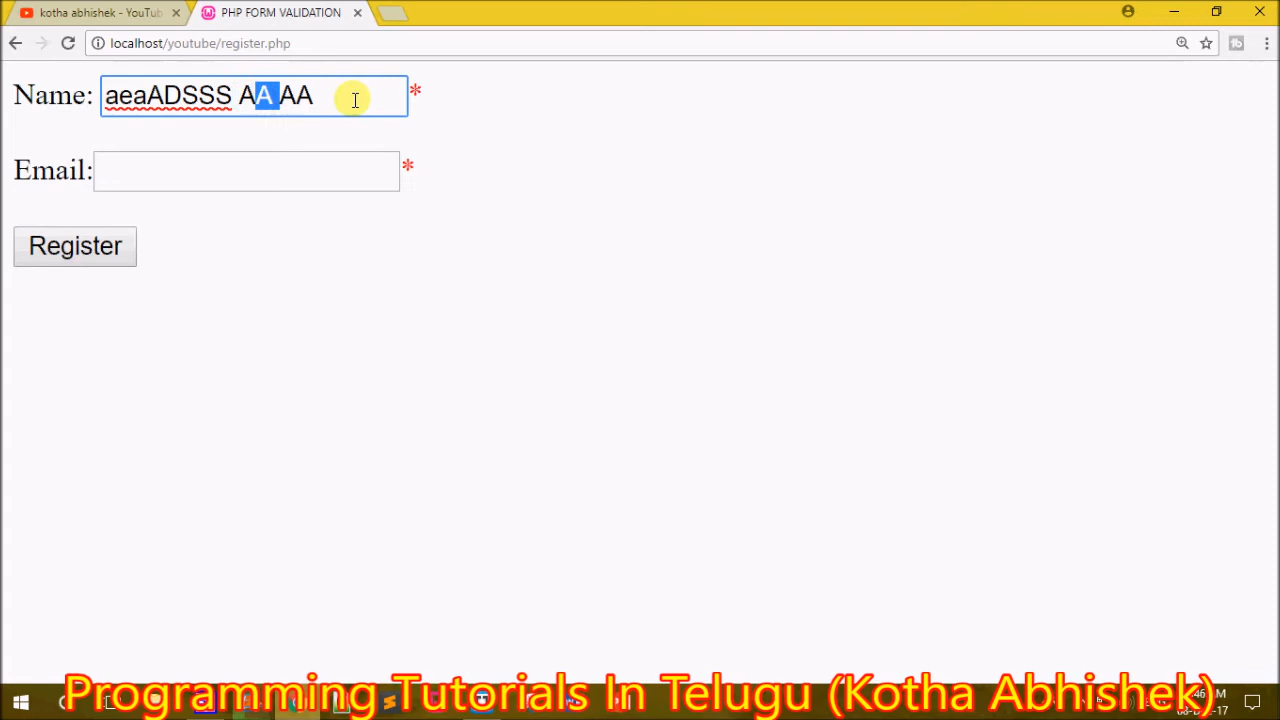 kotha abhishek - YouTub
PHP FORM VALIDATION
localhost/youtube/register.php
Name: aeaADSSS AA AA *
Email: *
Register
Programming Tutorials In Telugu (Kotha Abhishek)